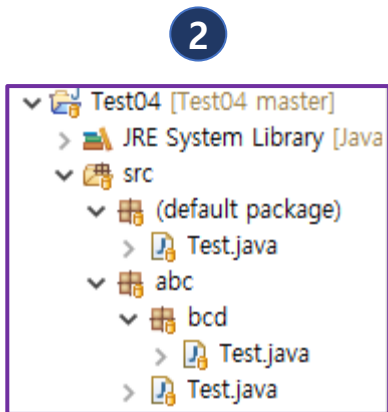 2
Test04 [Test04 master]
JRE System Library [Java
src
(default package)
Test.java
abc
bcd
Test.java
Test.java